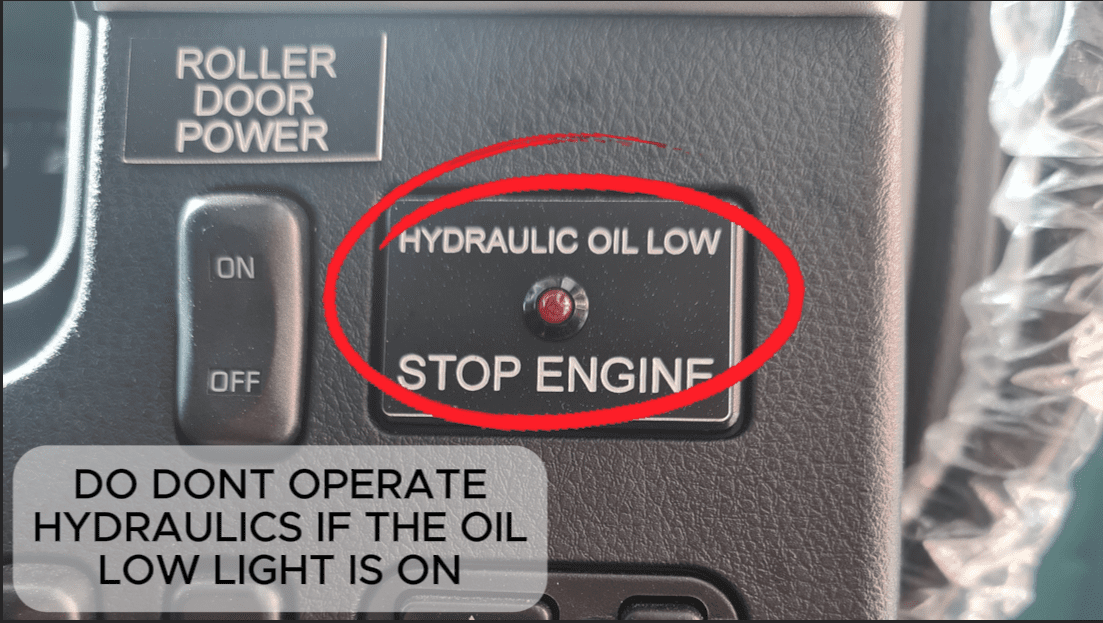 ROLLER
DOOR
POWER
HYDRAULIC OIL LOW
ON
OFF
STOP ENGINE
DO DONT OPERATE
HYDRAULICS IF THE OIL
LOW LIGHT IS ON